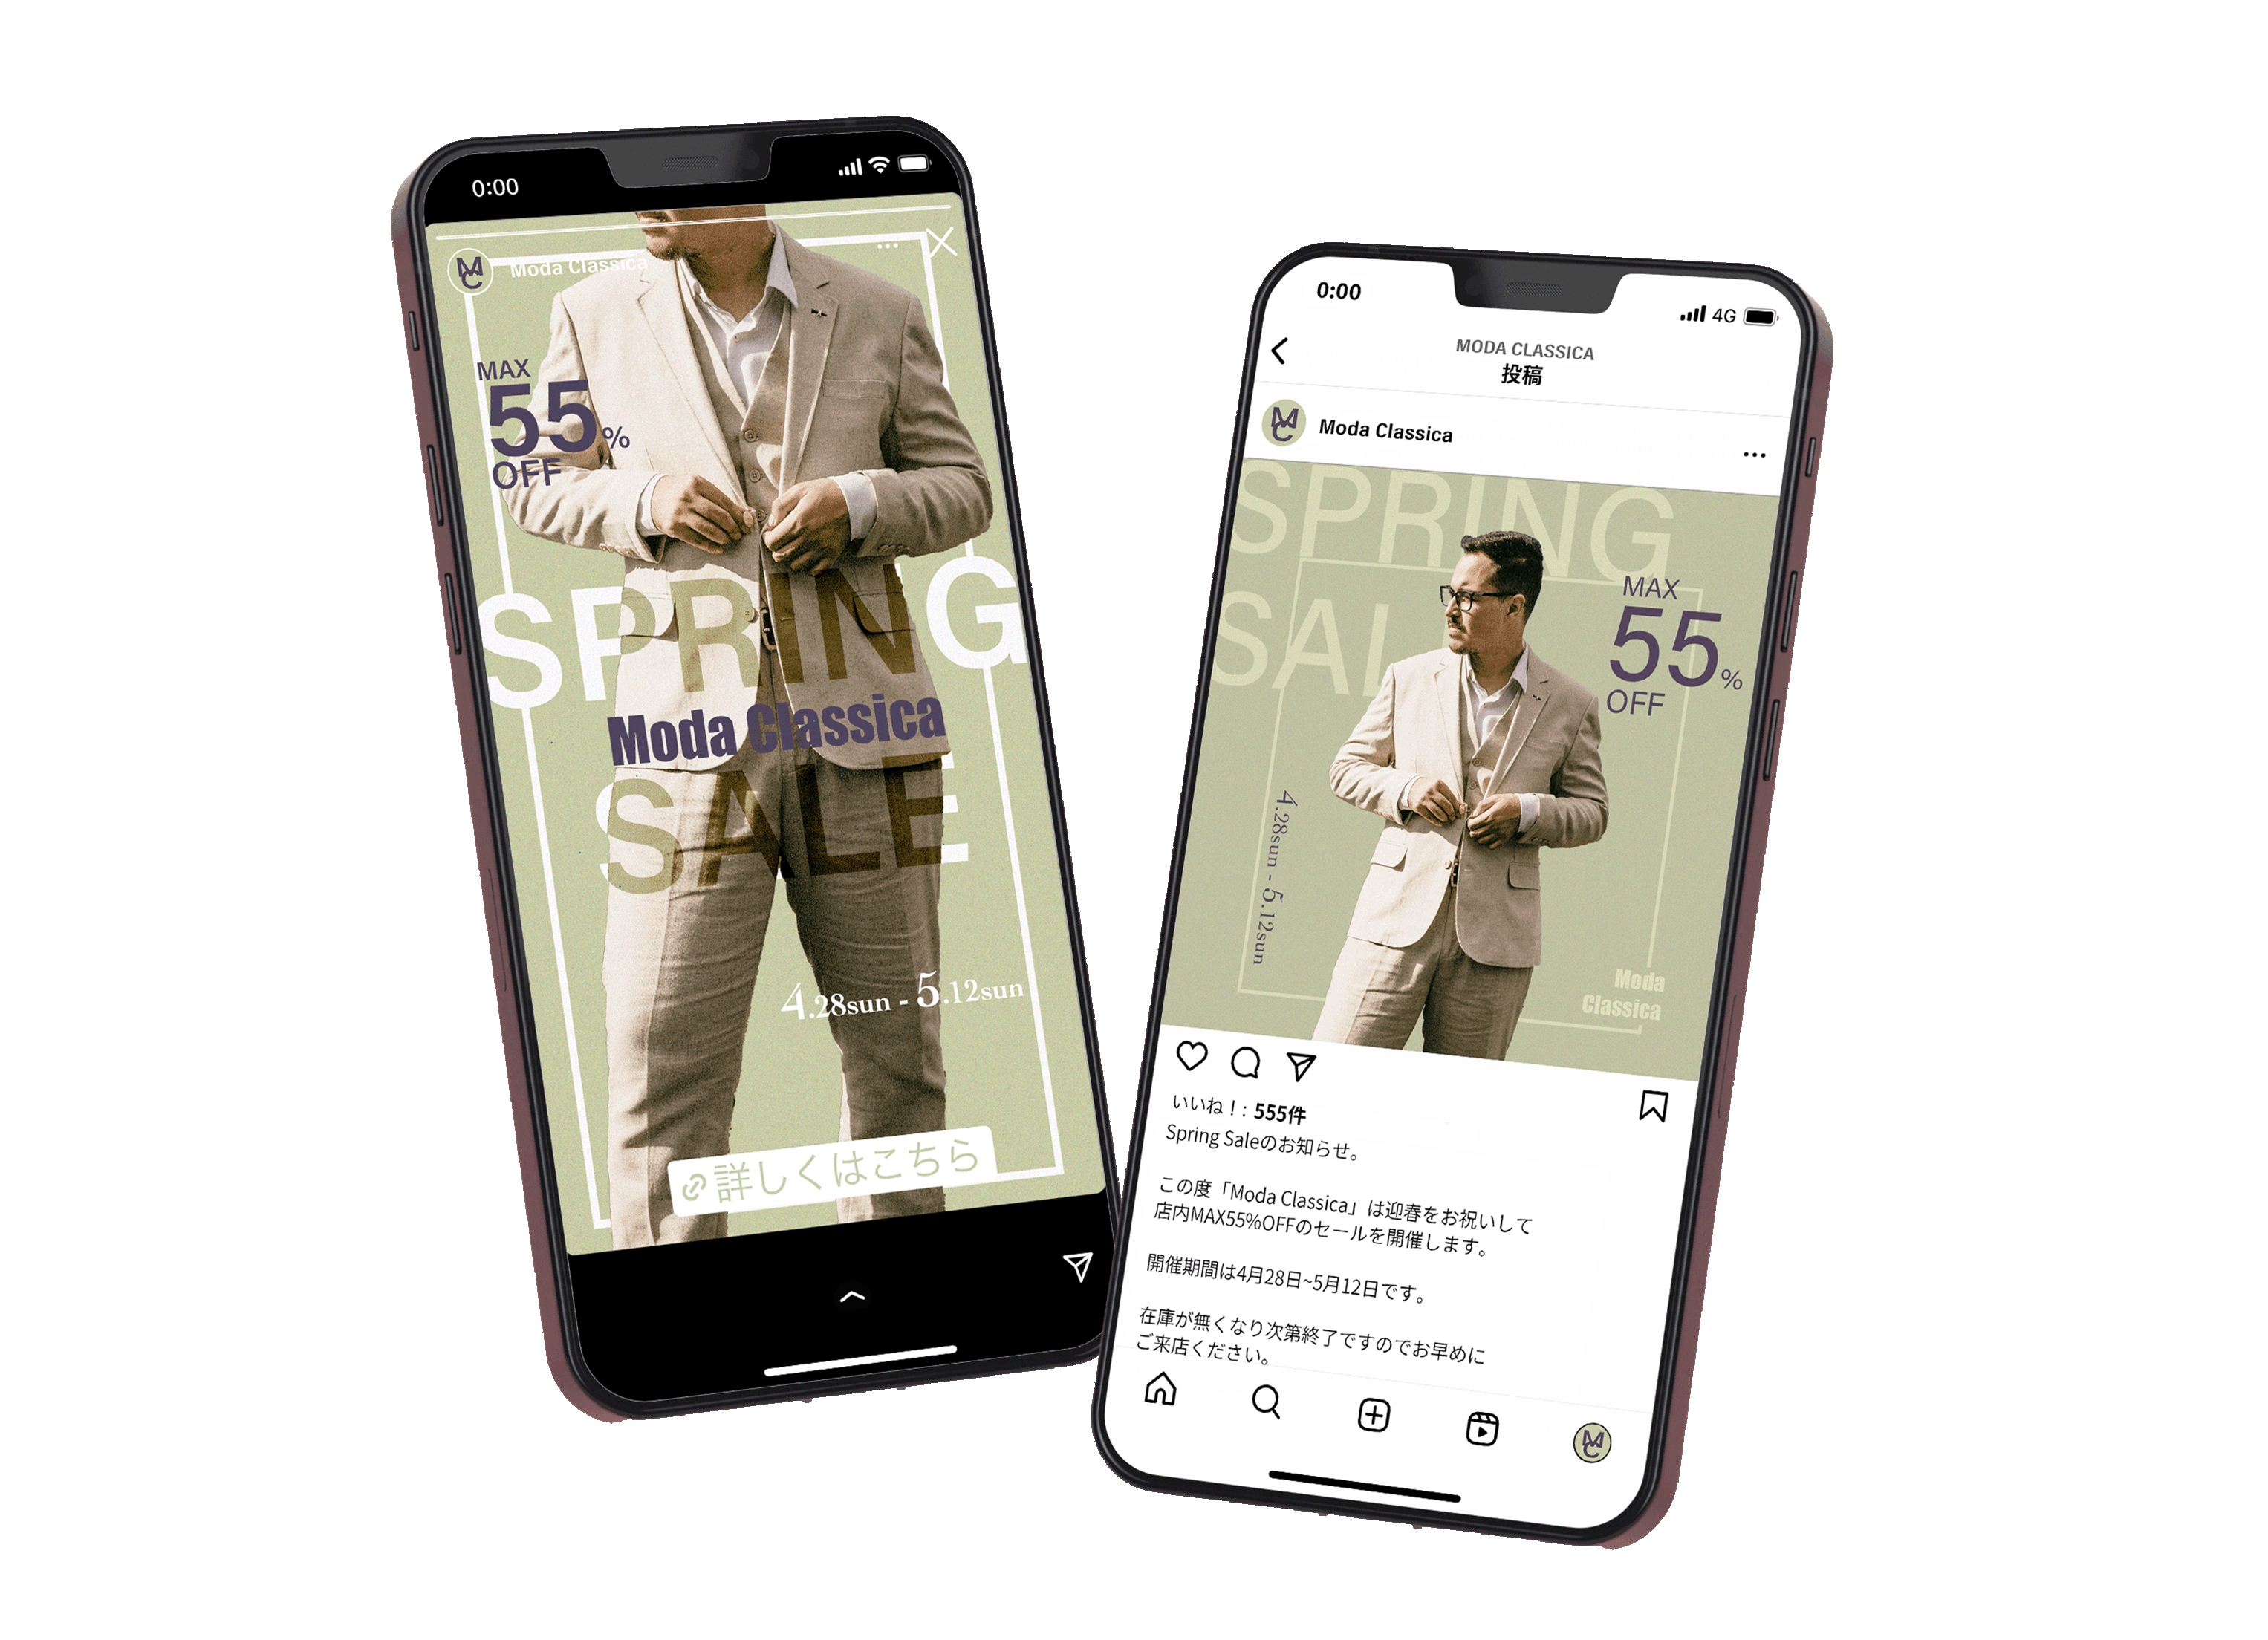 0:00
MC
Moda Classica
MAX
55%
OFF
SPRING
Moda Classica
SALE
4.28sun - 5.12sun
詳しくはこちら
0:00
4G
MODA CLASSICA
投稿
MC
Moda Classica
SPRING
SAL
MAX
55%
OFF
4.28sun - 5.12sun
Moda
Classica
いいね！: 555件
Spring Saleのお知らせ。
この度「Moda Classica」は迎春をお祝いして
店内MAX55%OFFのセールを開催します。
開催期間は4月28日~5月12日です。
在庫が無くなり次第終了ですのでお早めに
ご来店ください。
MC